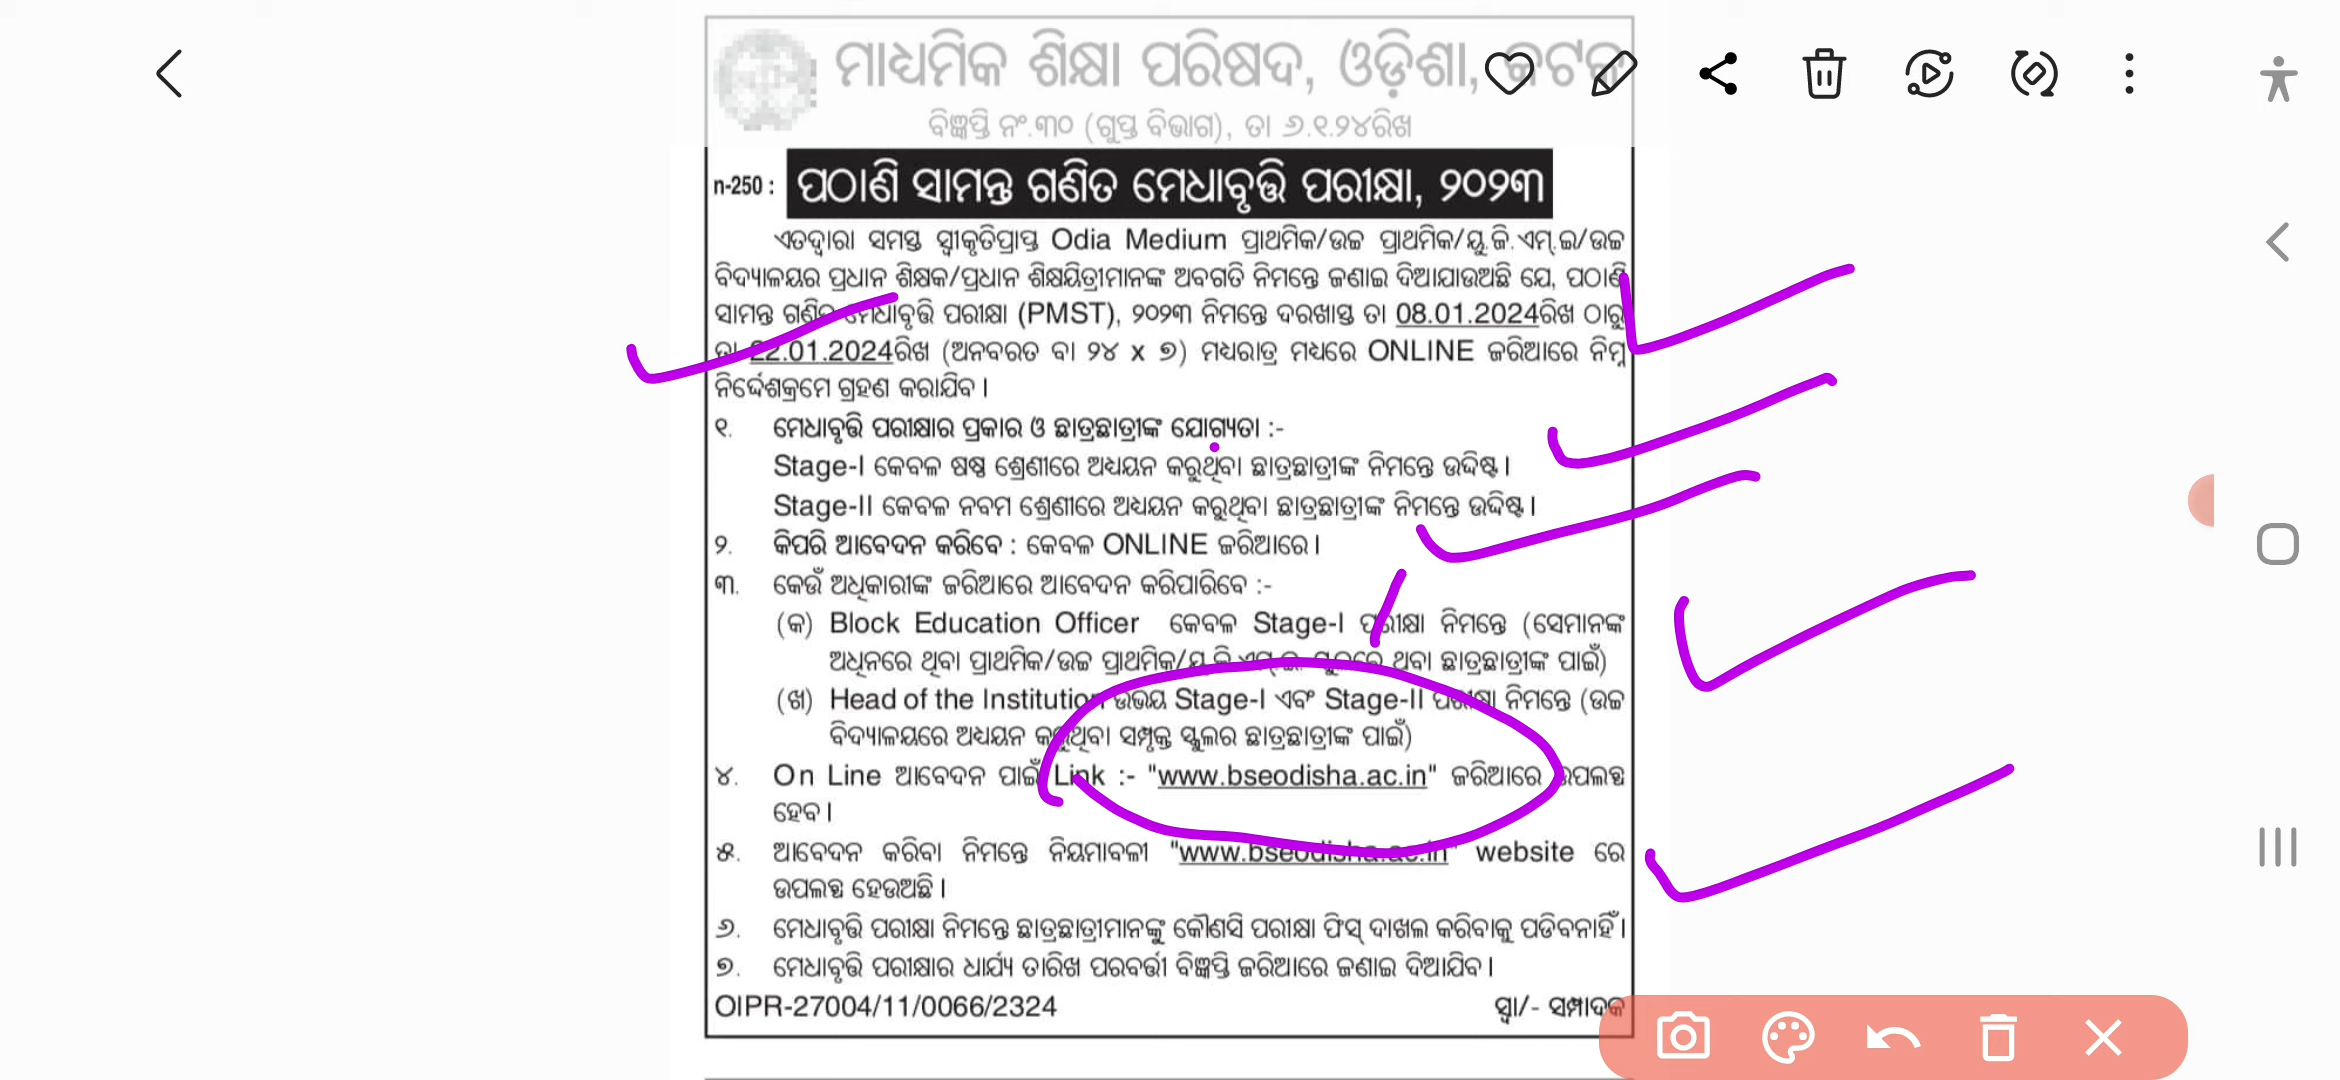 ମାଧ୍ୟମିକ ଶିକ୍ଷା ପରିଷଦ, ଓଡ଼ିଶା, କଟକ
ବିଜ୍ଞପ୍ତି ନଂ.୩୦ (ଗୁପ୍ତ ବିଭାଗ), ତା ୬.୧.୨୪ରିଖ
n-250 : ପଠାଣି ସାମନ୍ତ ଗଣିତ ମେଧାବୃତ୍ତି ପରୀକ୍ଷା, ୨୦୨୩
ଏତଦ୍ଵାରା ସମସ୍ତ ସ୍ଵୀକୃତିପ୍ରାପ୍ତ Odia Medium ପ୍ରାଥମିକ/ଉଚ୍ଚ ପ୍ରାଥମିକ/ୟୁ.ଜି.ଏମ୍.ଇ/ଉଚ୍ଚ
ବିଦ୍ୟାଳୟର ପ୍ରଧାନ ଶିକ୍ଷକ/ପ୍ରଧାନ ଶିକ୍ଷୟିତ୍ରୀମାନଙ୍କ ଅବଗତି ନିମନ୍ତେ ଜଣାଇ ଦିଆଯାଉଅଛି ଯେ, ପଠାଣି
ସାମନ୍ତ ଗଣିତ ମେଧାବୃତ୍ତି ପରୀକ୍ଷା (PMST), ୨୦୨୩ ନିମନ୍ତେ ଦରଖାସ୍ତ ତା 08.01.2024ରିଖ ଠାରୁ
ତା 22.01.2024ରିଖ (ଅନବରତ ବା ୨୪ x ୭) ମଧ୍ୟରାତ୍ର ମଧ୍ୟରେ ONLINE ଜରିଆରେ ନିମ୍ନ
ନିର୍ଦ୍ଦେଶକ୍ରମେ ଗ୍ରହଣ କରାଯିବ।
୧. ମେଧାବୃତ୍ତି ପରୀକ୍ଷାର ପ୍ରକାର ଓ ଛାତ୍ରଛାତ୍ରୀଙ୍କ ଯୋଗ୍ୟତା :-
Stage-I କେବଳ ଷଷ୍ଠ ଶ୍ରେଣୀରେ ଅଧ୍ୟୟନ କରୁଥିବା ଛାତ୍ରଛାତ୍ରୀଙ୍କ ନିମନ୍ତେ ଉଦ୍ଦିଷ୍ଟ।
Stage-II କେବଳ ନବମ ଶ୍ରେଣୀରେ ଅଧ୍ୟୟନ କରୁଥିବା ଛାତ୍ରଛାତ୍ରୀଙ୍କ ନିମନ୍ତେ ଉଦ୍ଦିଷ୍ଟ।
୨. କିପରି ଆବେଦନ କରିବେ : କେବଳ ONLINE ଜରିଆରେ।
୩. କେଉଁ ଅଧିକାରୀଙ୍କ ଜରିଆରେ ଆବେଦନ କରିପାରିବେ :-
(କ) Block Education Officer କେବଳ Stage-I ପରୀକ୍ଷା ନିମନ୍ତେ (ସେମାନଙ୍କ
ଅଧିନରେ ଥିବା ପ୍ରାଥମିକ/ଉଚ୍ଚ ପ୍ରାଥମିକ/ୟୁ.ଜି.ଏମ୍.ଇ. ସ୍କୁଲରେ ଥିବା ଛାତ୍ରଛାତ୍ରୀଙ୍କ ପାଇଁ)
(ଖ) Head of the Institution ଉଭୟ Stage-I ଏବଂ Stage-II ପରୀକ୍ଷା ନିମନ୍ତେ (ଉଚ୍ଚ
ବିଦ୍ୟାଳୟରେ ଅଧ୍ୟୟନ କରୁଥିବା ସମ୍ପୃକ୍ତ ସ୍କୁଲର ଛାତ୍ରଛାତ୍ରୀଙ୍କ ପାଇଁ)
୪. On Line ଆବେଦନ ପାଇଁ Link :- "www.bseodisha.ac.in" ଜରିଆରେ ଉପଲବ୍ଧ
ହେବ।
୫. ଆବେଦନ କରିବା ନିମନ୍ତେ ନିୟମାବଳୀ "www.bseodisha.ac.in" website ରେ
ଉପଲବ୍ଧ ହେଉଅଛି।
୬. ମେଧାବୃତ୍ତି ପରୀକ୍ଷା ନିମନ୍ତେ ଛାତ୍ରଛାତ୍ରୀମାନଙ୍କୁ କୌଣସି ପରୀକ୍ଷା ଫିସ୍ ଦାଖଲ କରିବାକୁ ପଡିବନାହିଁ।
୭. ମେଧାବୃତ୍ତି ପରୀକ୍ଷାର ଧାର୍ଯ୍ୟ ତାରିଖ ପରବର୍ତ୍ତୀ ବିଜ୍ଞପ୍ତି ଜରିଆରେ ଜଣାଇ ଦିଆଯିବ।
OIPR-27004/11/0066/2324 ସ୍ଵା/- ସମ୍ପାଦକ